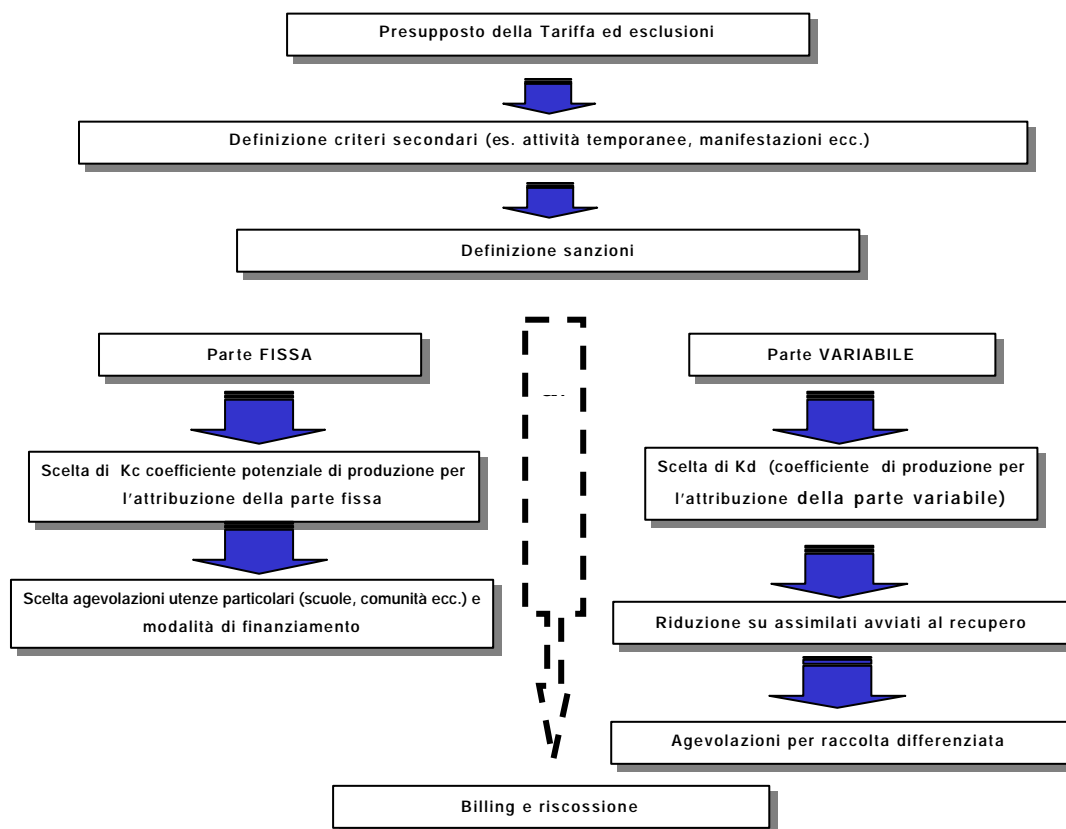 Presupposto della Tariffa ed esclusioni
Definizione criteri secondari (es. attività temporanee, manifestazioni ecc.)
Definizione sanzioni
Parte FISSA
Parte VARIABILE
Scelta di Kc coefficiente potenziale di produzione per
l'attribuzione della parte fissa
Scelta di Kd (coefficiente di produzione per
l'attribuzione della parte variabile)
Scelta agevolazioni utenze particolari (scuole, comunità ecc.) e
modalità di finanziamento
Riduzione su assimilati avviati al recupero
Agevolazioni per raccolta differenziata
Billing e riscossione